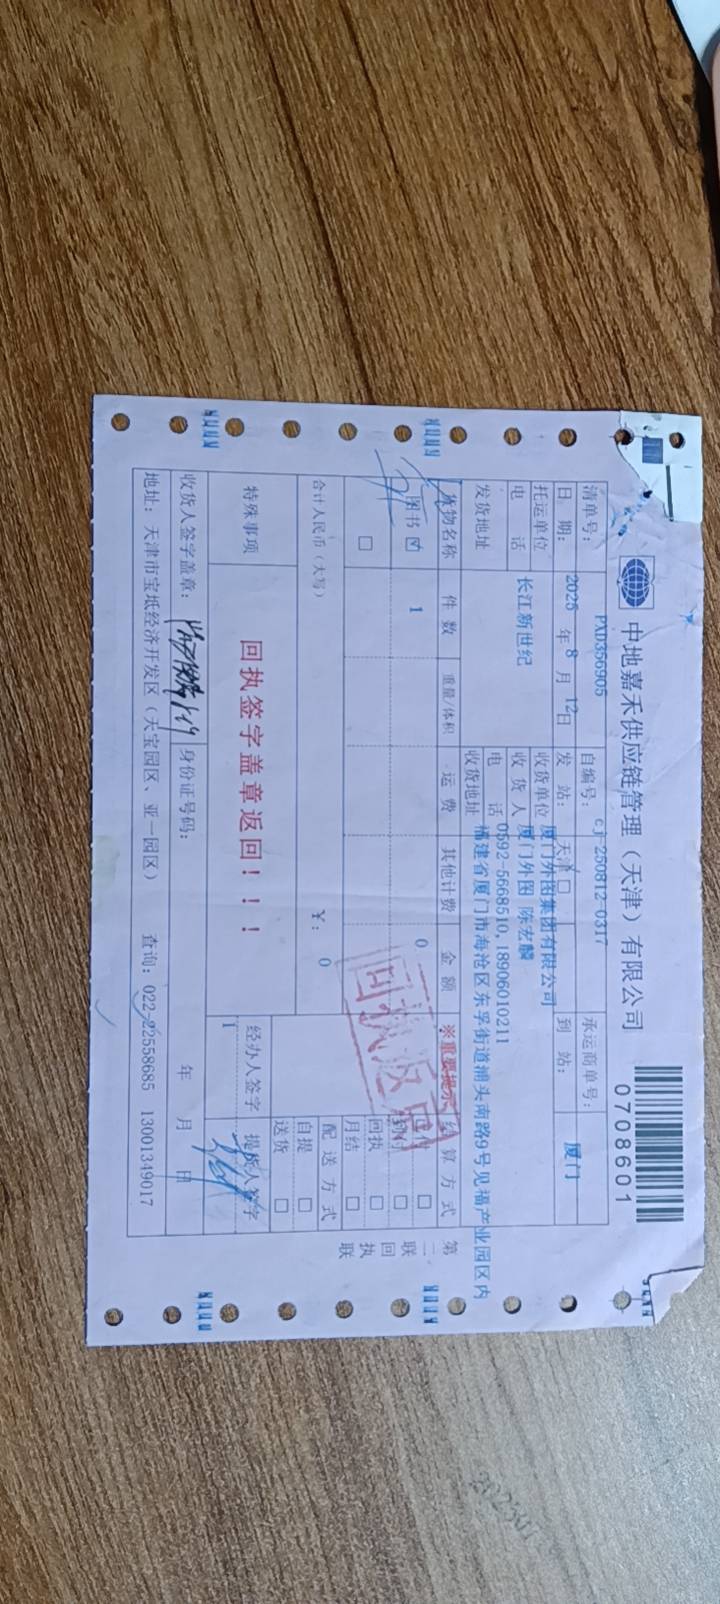 中地嘉禾供应链管理（天津）有限公司
0708601
清单号： PXD356905 自编号： cj-250812-0317 承运商单号：
日 期： 2025 年 8 月 12 日 发 站： 天津 □ 到 站： 厦门
托运单位 长江新世纪 收货单位 厦门外图集团有限公司
收 货 人 厦门外图 陈宏麟
电 话 电 话 0592-5668510, 18906010211
发货地址 收货地址 福建省厦门市海沧区东孚街道浦头南路9号见福产业园区内
货物名称 件 数 重量/体积 运 费 其他计费 金 额 ※重要提示 结 算 方 式
图书 ☑ 1 0 □
□ 回执 □
月结 □
回执返回
合计人民币（大写） ￥： 0 配 送 方 式
自提 □
送货 □
特殊事项 回执签字盖章返回！！！ 经办人签字 提货人签字
1
收货人签字盖章： 身份证号码： 年 月 日
地址：天津市宝坻经济开发区（天宝园区、亚一园区） 查询：022-22558685 13001349017
第二联 回执联